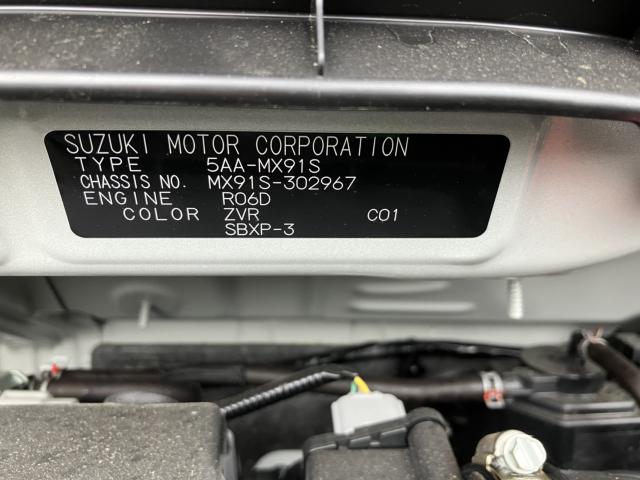 SUZUKI MOTOR CORPORATION
TYPE 5AA-MX91S
CHASSIS NO. MX91S-302967
ENGINE R06D
COLOR ZVR C01
SBXP-3